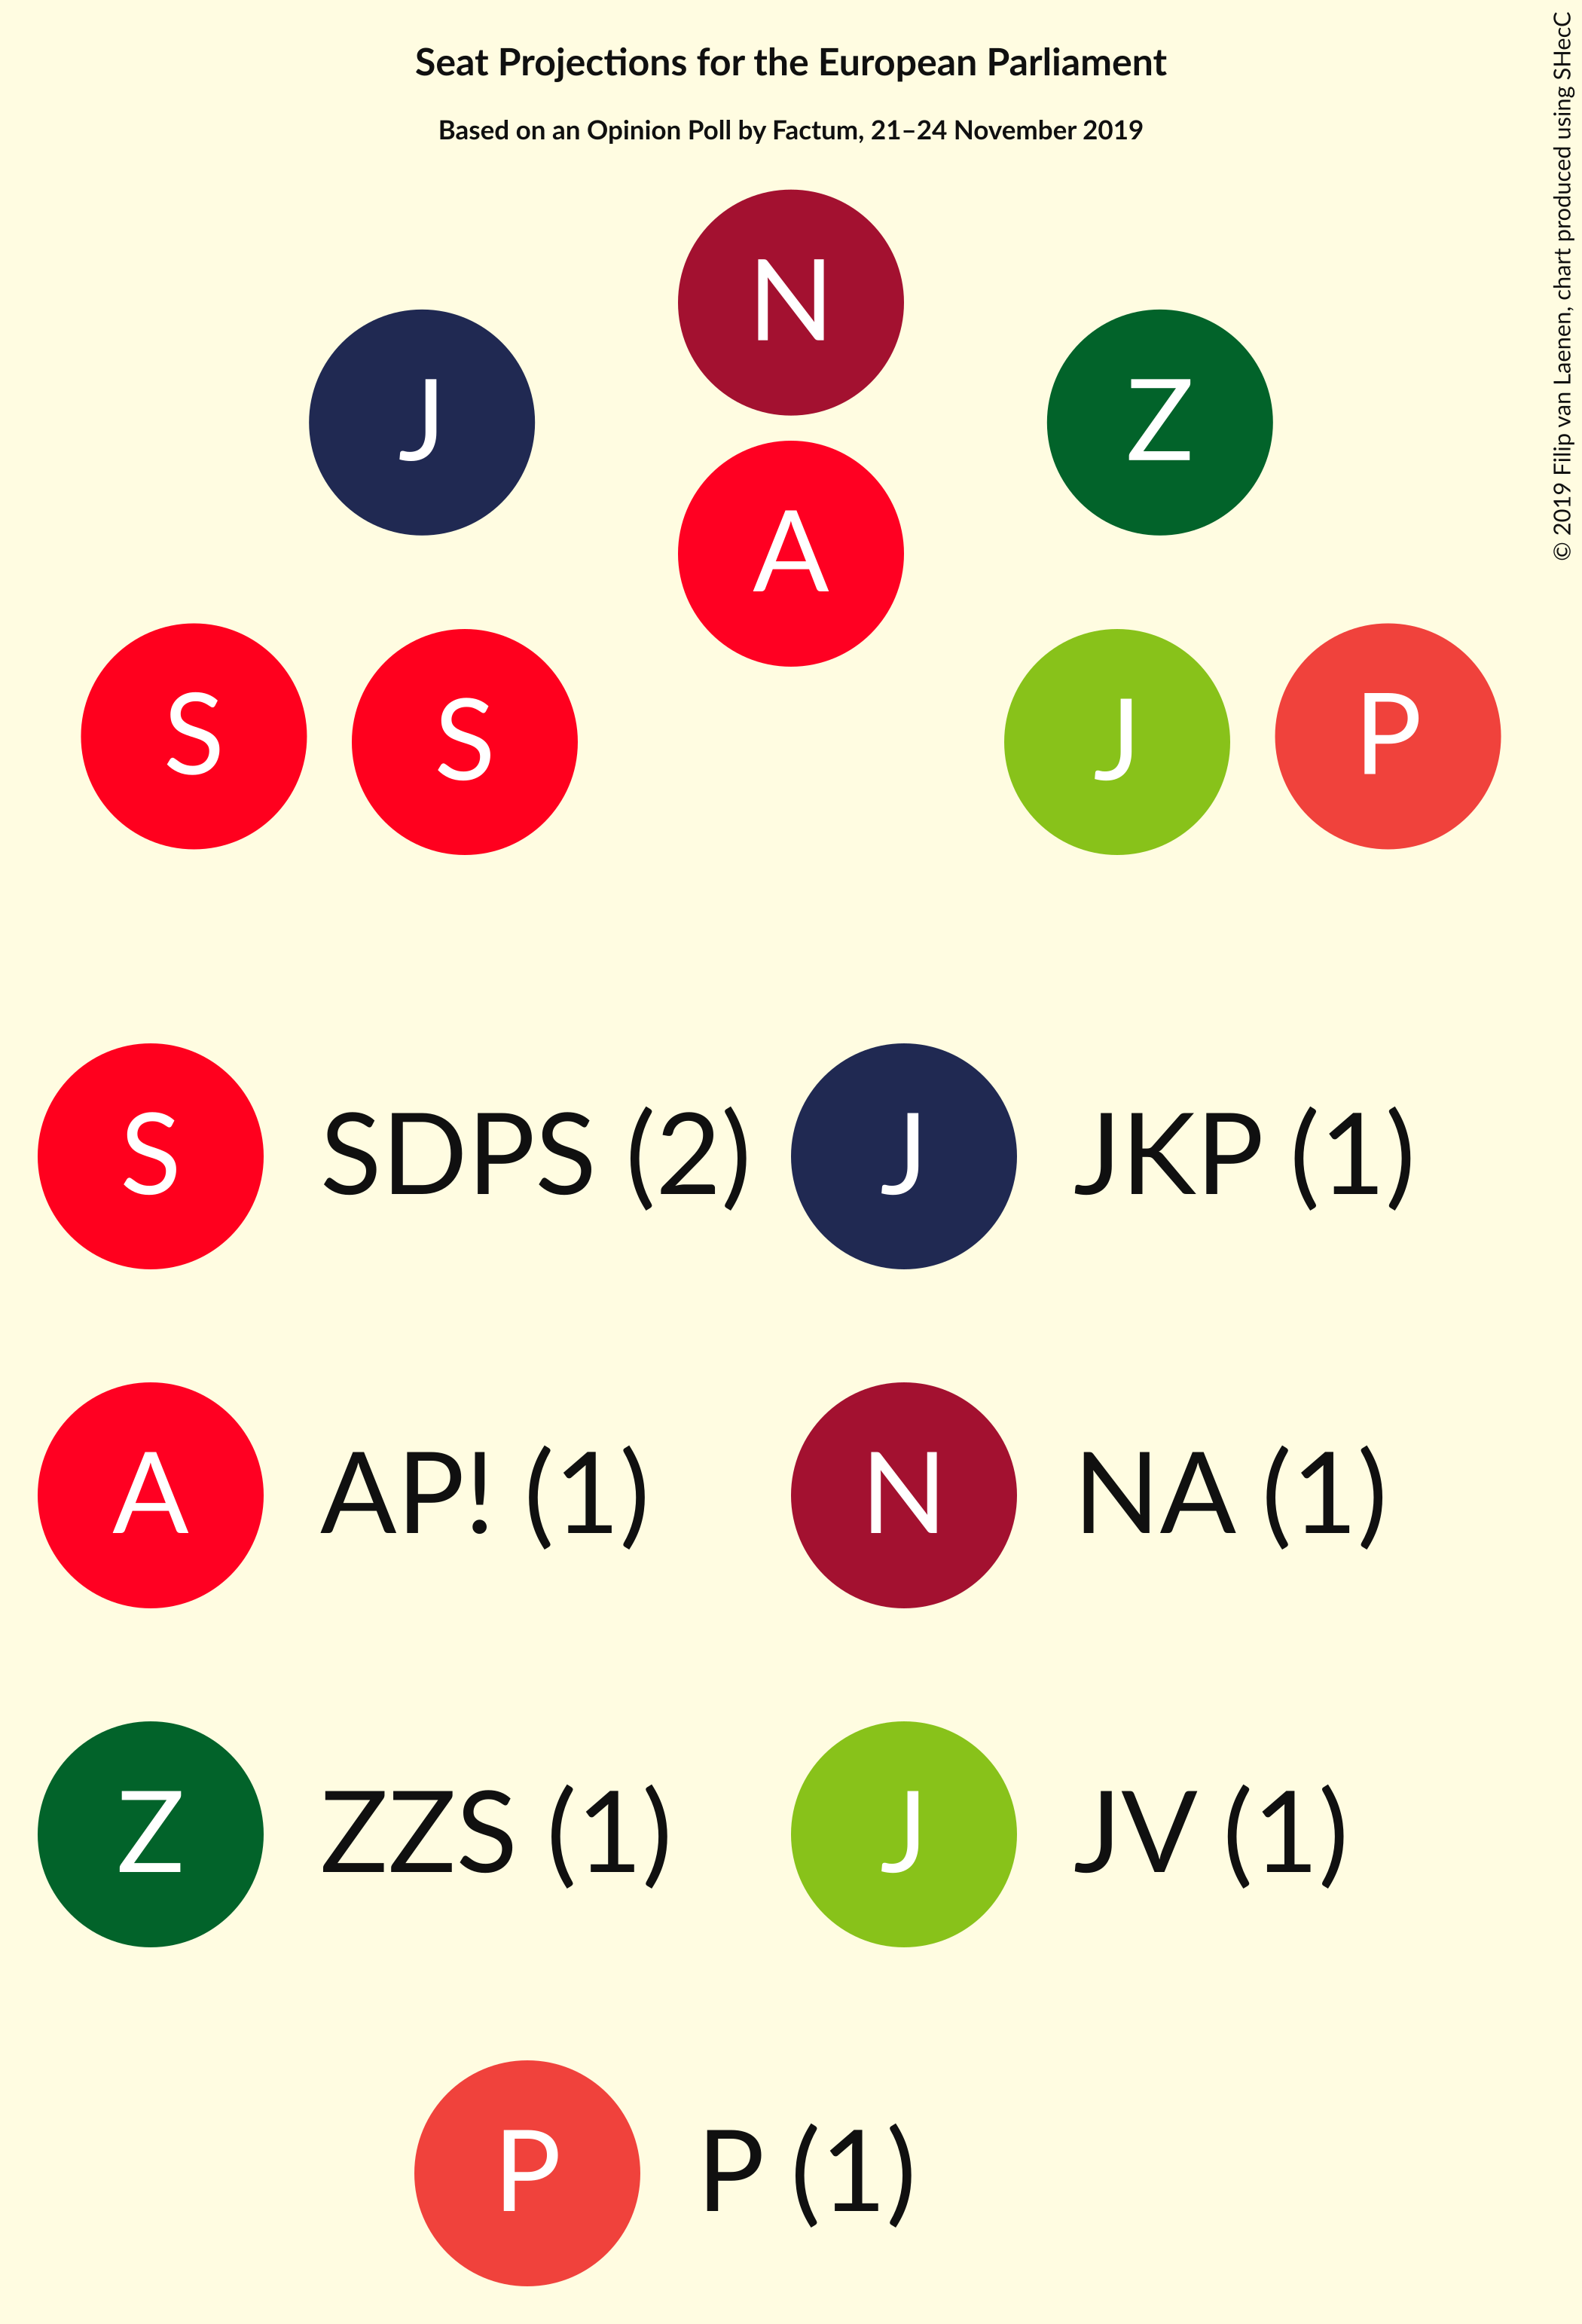 Seat Projections for the European Parliament
Based on an Opinion Poll by Factum, 21–24 November 2019
© 2019 Filip van Laenen, chart produced using SHecC
N
J
Z
A
S
S
J
P
S SDPS (2)
J JKP (1)
A AP! (1)
N NA (1)
Z ZZS (1)
J JV (1)
P P (1)